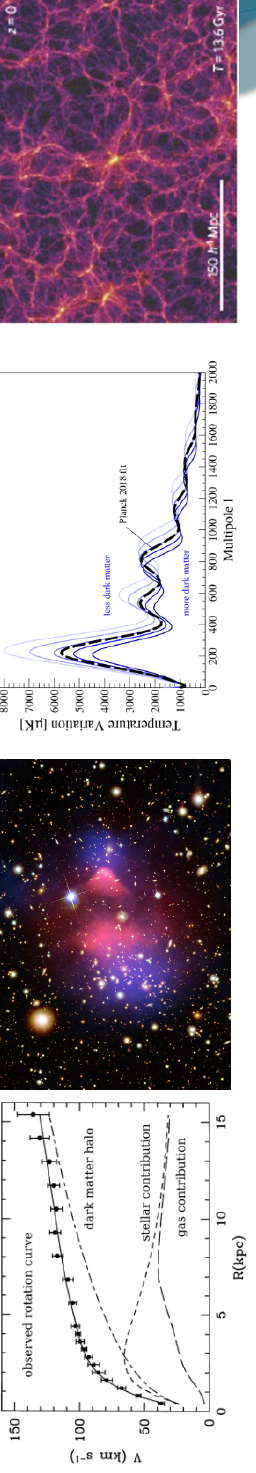 z = 0
T = 13.6 Gyr
150 h⁻¹ Mpc
8000
7000
6000
5000
4000
3000
2000
1000
0
Temperature Variation [μK]
less dark matter
Planck 2018 fit
more dark matter
0 200 400 600 800 1000 1200 1400 1600 1800 2000
Multipole l
150
100
50
0
V (km s⁻¹)
observed rotation curve
dark matter halo
stellar contribution
gas contribution
0 5 10 15
R(kpc)